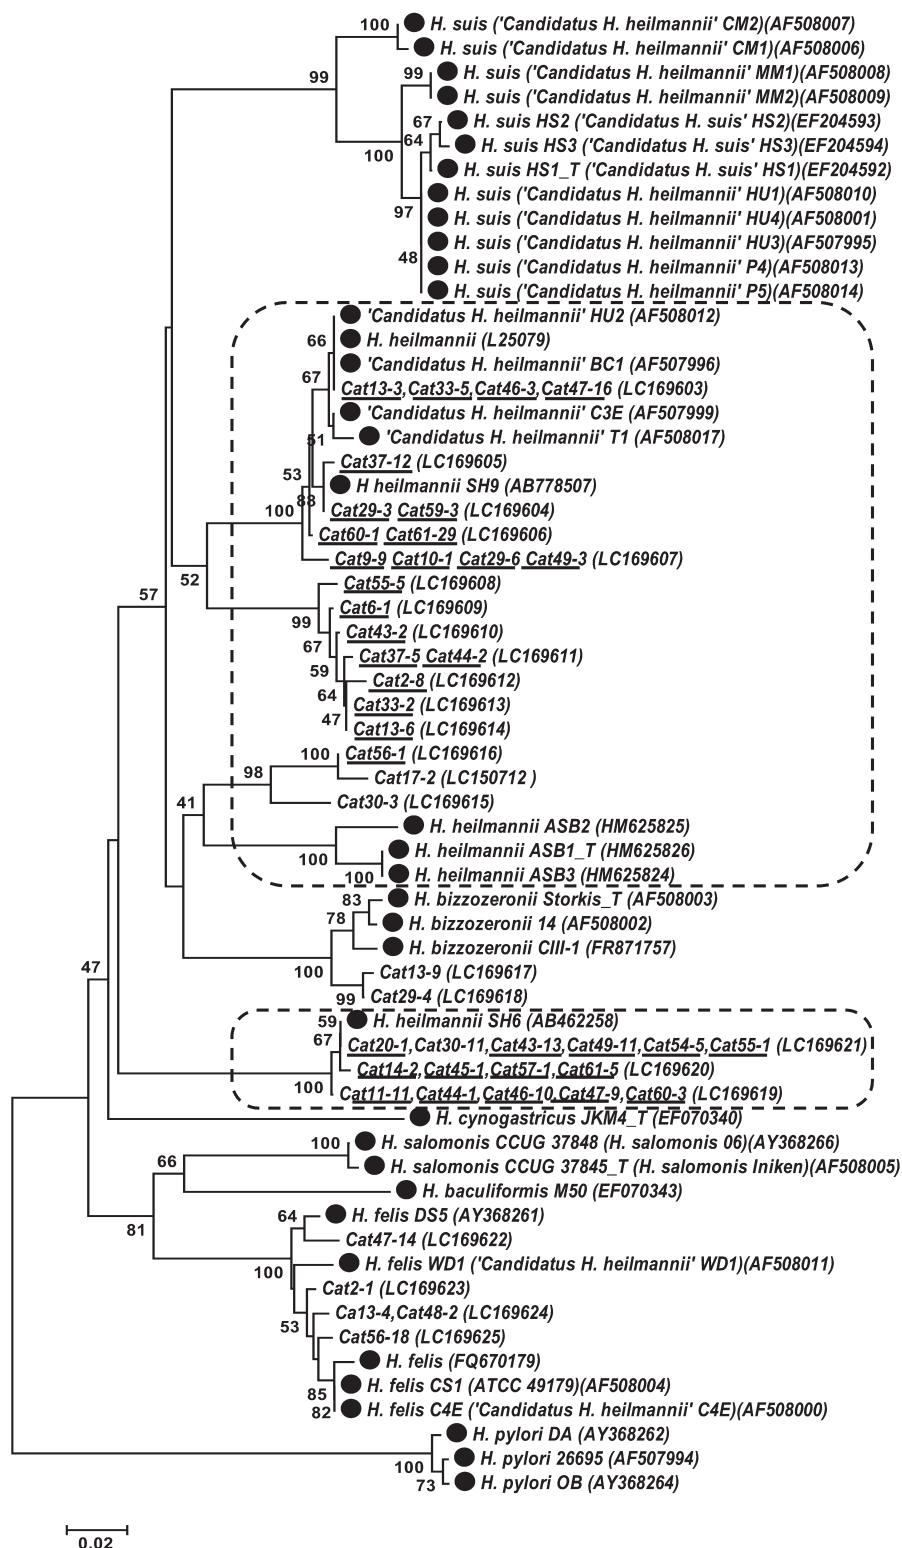 100 H. suis ('Candidatus H. heilmannii' CM2)(AF508007)
H. suis ('Candidatus H. heilmannii' CM1)(AF508006)
99 99 H. suis ('Candidatus H. heilmannii' MM1)(AF508008)
H. suis ('Candidatus H. heilmannii' MM2)(AF508009)
67 H. suis HS2 ('Candidatus H. suis' HS2)(EF204593)
64 H. suis HS3 ('Candidatus H. suis' HS3)(EF204594)
100 H. suis HS1_T ('Candidatus H. suis' HS1)(EF204592)
H. suis ('Candidatus H. heilmannii' HU1)(AF508010)
97 H. suis ('Candidatus H. heilmannii' HU4)(AF508001)
H. suis ('Candidatus H. heilmannii' HU3)(AF507995)
48 H. suis ('Candidatus H. heilmannii' P4)(AF508013)
H. suis ('Candidatus H. heilmannii' P5)(AF508014)
'Candidatus H. heilmannii' HU2 (AF508012)
66 H. heilmannii (L25079)
'Candidatus H. heilmannii' BC1 (AF507996)
67 Cat13-3,Cat33-5,Cat46-3,Cat47-16 (LC169603)
'Candidatus H. heilmannii' C3E (AF507999)
51 'Candidatus H. heilmannii' T1 (AF508017)
Cat37-12 (LC169605)
53 H heilmannii SH9 (AB778507)
100 88 Cat29-3 Cat59-3 (LC169604)
Cat60-1 Cat61-29 (LC169606)
Cat9-9 Cat10-1 Cat29-6 Cat49-3 (LC169607)
52 Cat55-5 (LC169608)
57 Cat6-1 (LC169609)
99 Cat43-2 (LC169610)
67 Cat37-5 Cat44-2 (LC169611)
59 Cat2-8 (LC169612)
64 Cat33-2 (LC169613)
47 Cat13-6 (LC169614)
100 Cat56-1 (LC169616)
98 Cat17-2 (LC150712 )
41 Cat30-3 (LC169615)
H. heilmannii ASB2 (HM625825)
100 H. heilmannii ASB1_T (HM625826)
100 H. heilmannii ASB3 (HM625824)
83 H. bizzozeronii Storkis_T (AF508003)
78 H. bizzozeronii 14 (AF508002)
H. bizzozeronii CIII-1 (FR871757)
47 100 Cat13-9 (LC169617)
99 Cat29-4 (LC169618)
59 H. heilmannii SH6 (AB462258)
67 Cat20-1,Cat30-11,Cat43-13,Cat49-11,Cat54-5,Cat55-1 (LC169621)
Cat14-2,Cat45-1,Cat57-1,Cat61-5 (LC169620)
100 Cat11-11,Cat44-1,Cat46-10,Cat47-9,Cat60-3 (LC169619)
H. cynogastricus JKM4_T (EF070340)
100 H. salomonis CCUG 37848 (H. salomonis 06)(AY368266)
66 H. salomonis CCUG 37845_T (H. salomonis Iniken)(AF508005)
H. baculiformis M50 (EF070343)
81 64 H. felis DS5 (AY368261)
Cat47-14 (LC169622)
100 H. felis WD1 ('Candidatus H. heilmannii' WD1)(AF508011)
Cat2-1 (LC169623)
53 Ca13-4,Cat48-2 (LC169624)
Cat56-18 (LC169625)
H. felis (FQ670179)
85 H. felis CS1 (ATCC 49179)(AF508004)
82 H. felis C4E ('Candidatus H. heilmannii' C4E)(AF508000)
H. pylori DA (AY368262)
100 H. pylori 26695 (AF507994)
73 H. pylori OB (AY368264)
0.02